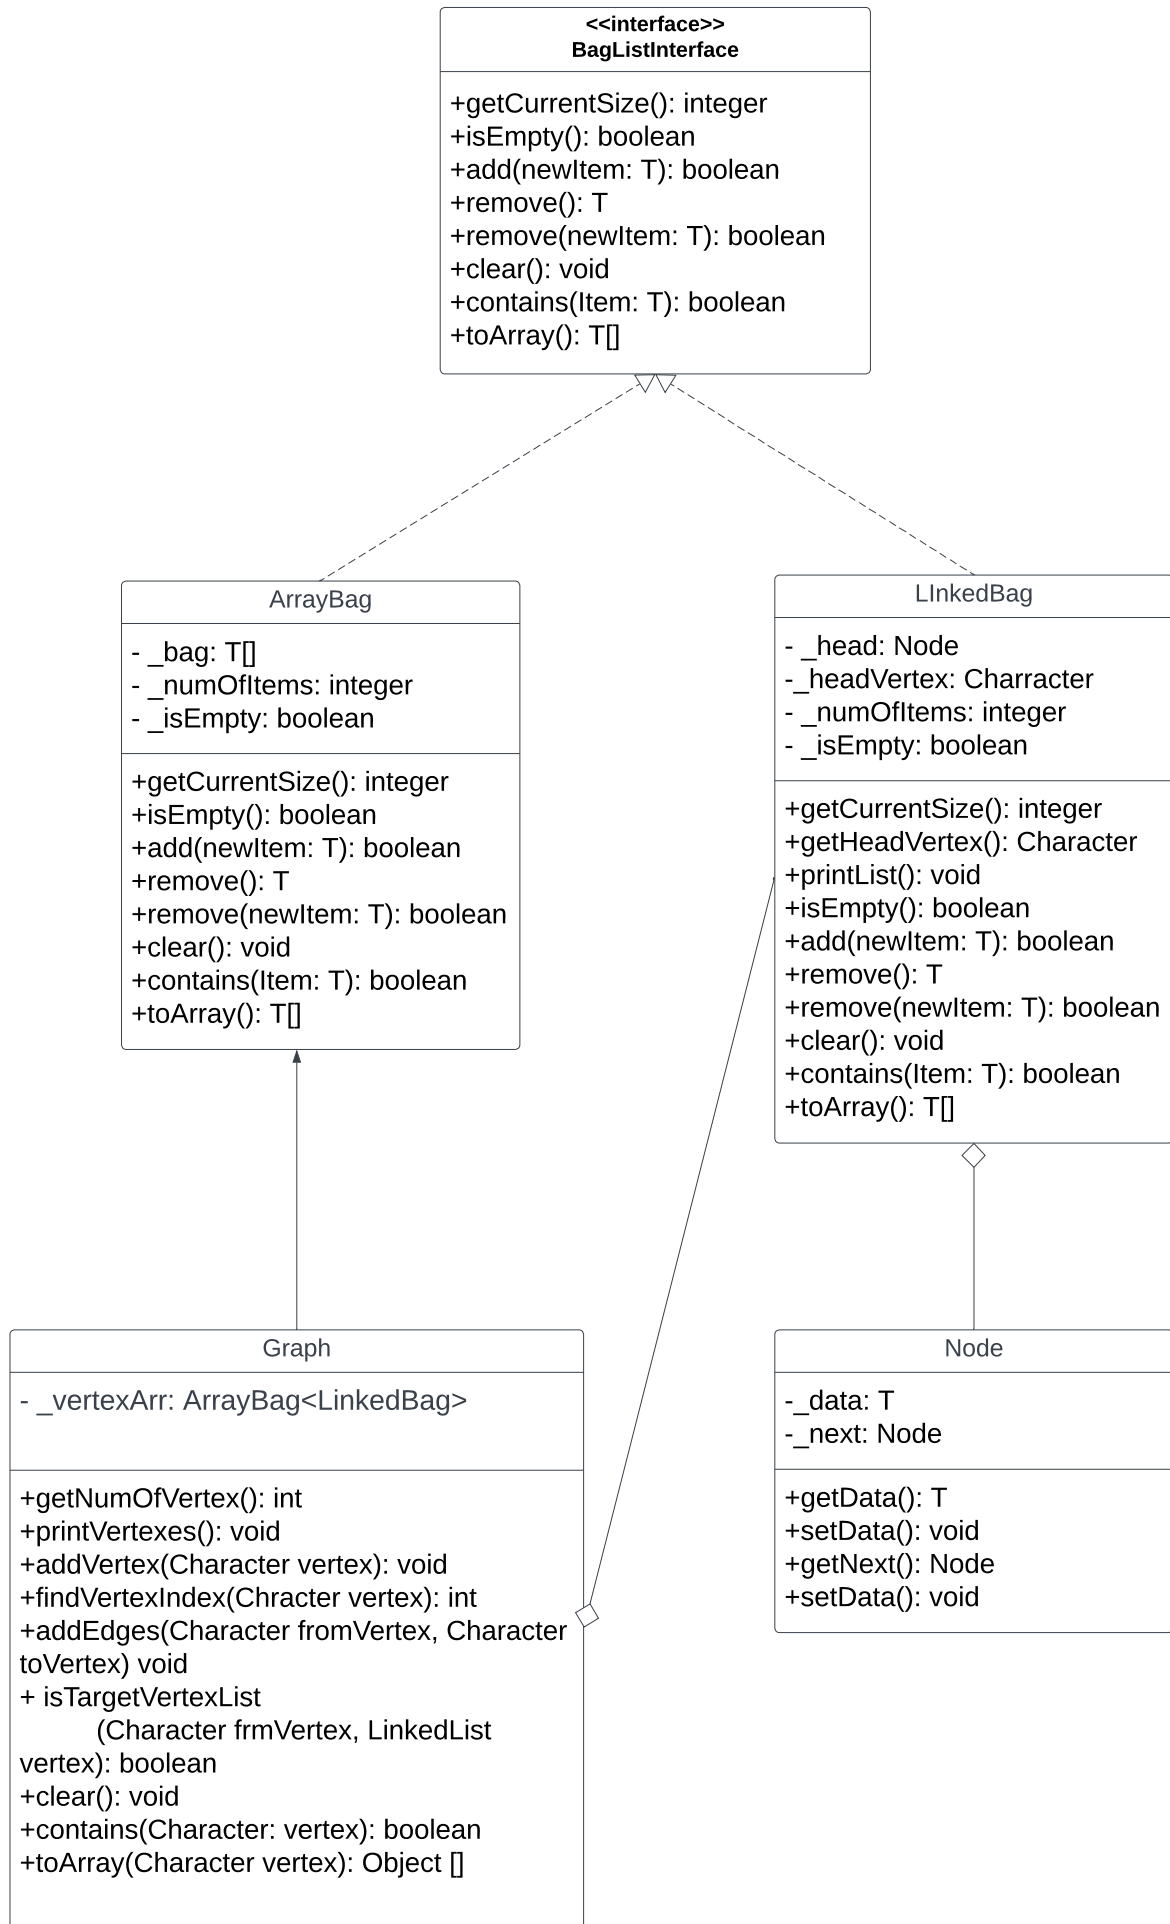 <<interface>>
BagListInterface
+getCurrentSize(): integer
+isEmpty(): boolean
+add(newItem: T): boolean
+remove(): T
+remove(newItem: T): boolean
+clear(): void
+contains(Item: T): boolean
+toArray(): T[]
ArrayBag
- _bag: T[]
- _numOfItems: integer
- _isEmpty: boolean
+getCurrentSize(): integer
+isEmpty(): boolean
+add(newItem: T): boolean
+remove(): T
+remove(newItem: T): boolean
+clear(): void
+contains(Item: T): boolean
+toArray(): T[]
LInkedBag
- _head: Node
-_headVertex: Charracter
- _numOfItems: integer
- _isEmpty: boolean
+getCurrentSize(): integer
+getHeadVertex(): Character
+printList(): void
+isEmpty(): boolean
+add(newItem: T): boolean
+remove(): T
+remove(newItem: T): boolean
+clear(): void
+contains(Item: T): boolean
+toArray(): T[]
Graph
- _vertexArr: ArrayBag<LinkedBag>
+getNumOfVertex(): int
+printVertexes(): void
+addVertex(Character vertex): void
+findVertexIndex(Chracter vertex): int
+addEdges(Character fromVertex, Character
toVertex) void
+ isTargetVertexList
(Character frmVertex, LinkedList
vertex): boolean
+clear(): void
+contains(Character: vertex): boolean
+toArray(Character vertex): Object []
Node
-_data: T
-_next: Node
+getData(): T
+setData(): void
+getNext(): Node
+setData(): void